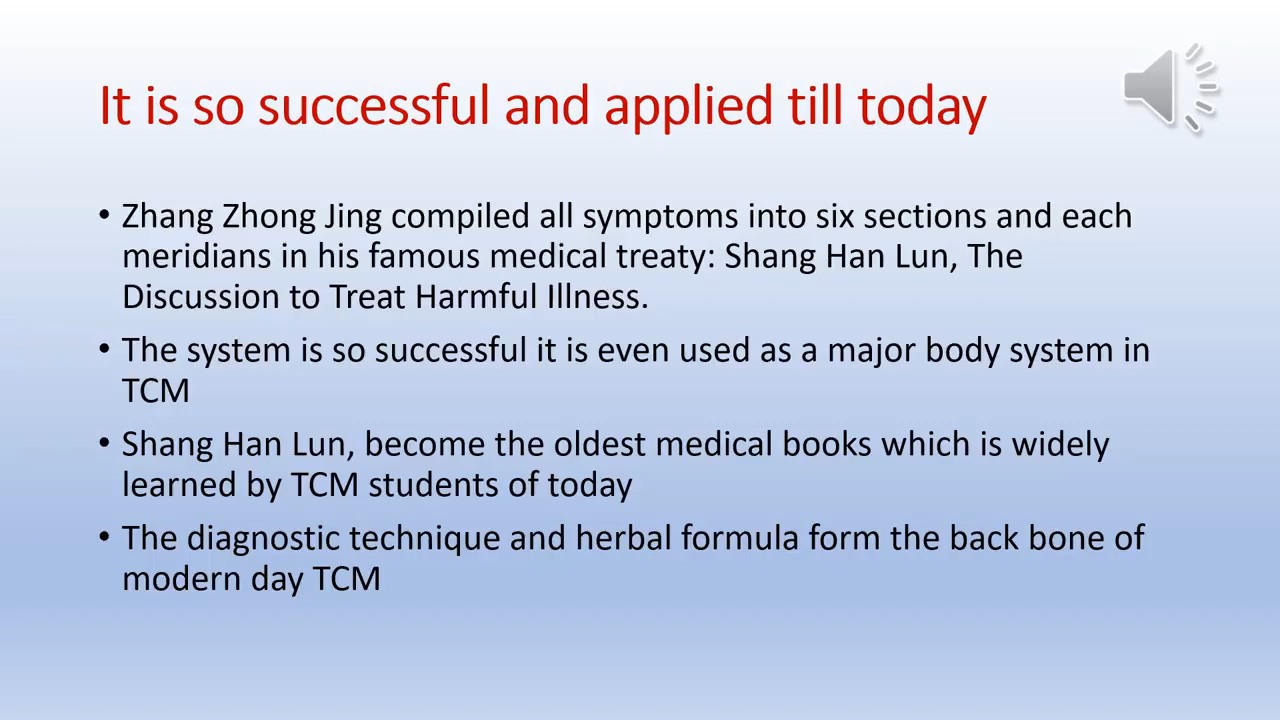 It is so successful and applied till today
• Zhang Zhong Jing compiled all symptoms into six sections and each
meridians in his famous medical treaty: Shang Han Lun, The
Discussion to Treat Harmful Illness.
• The system is so successful it is even used as a major body system in
TCM
• Shang Han Lun, become the oldest medical books which is widely
learned by TCM students of today
• The diagnostic technique and herbal formula form the back bone of
modern day TCM